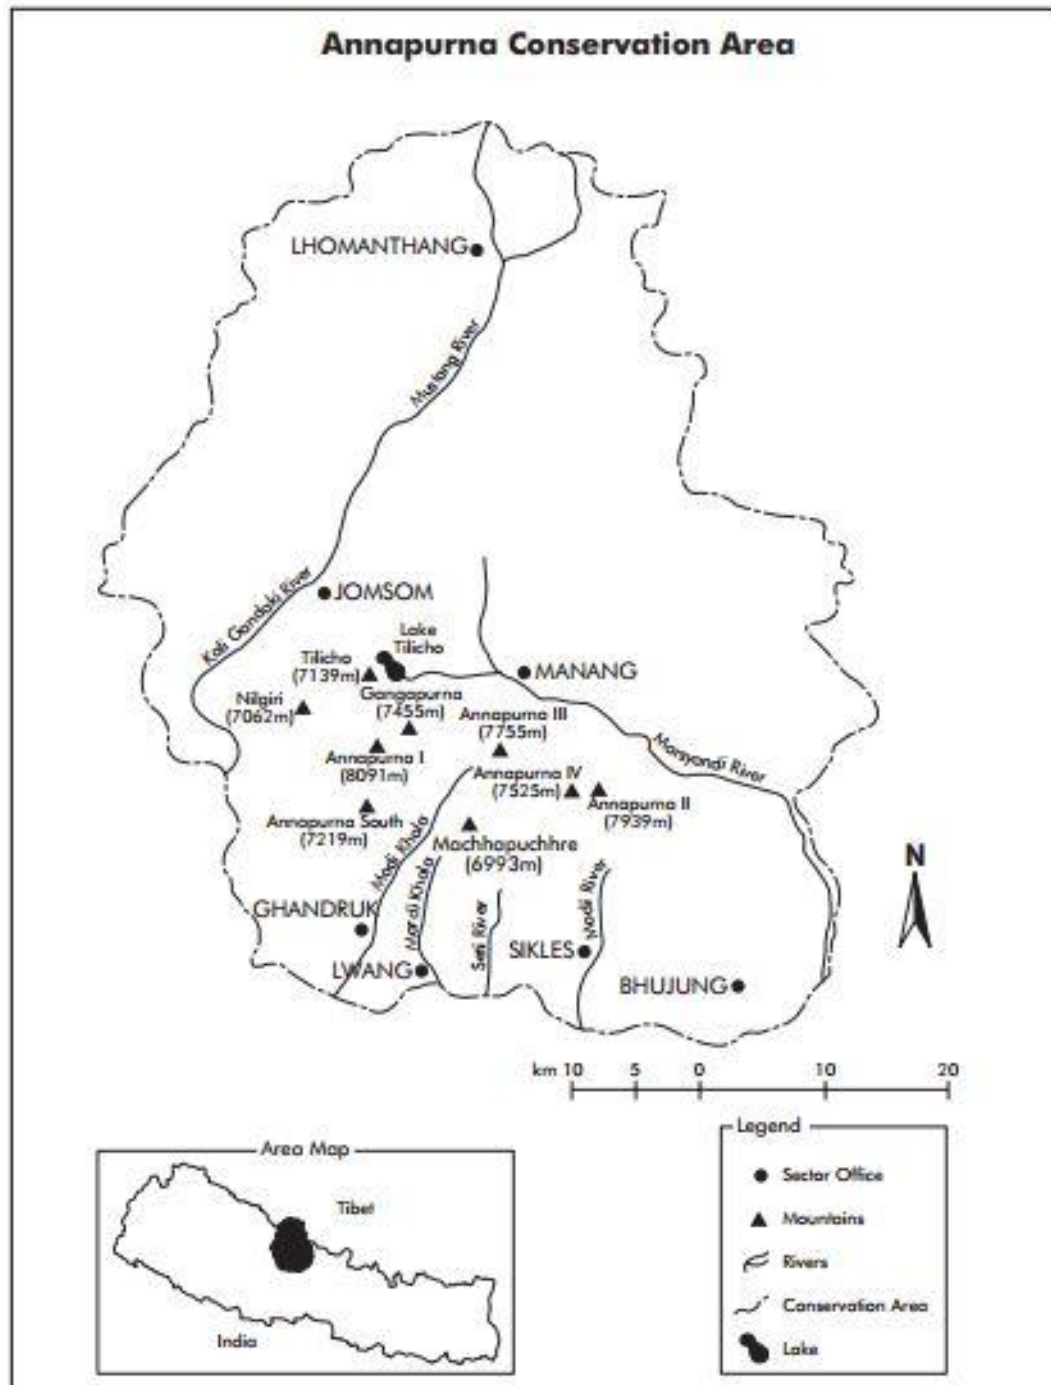 Annapurna Conservation Area
LHOMANTHANG
Mustang River
Kali Gandaki River
JOMSOM
Lake
Tilicho
Tilicho
(7139m)
MANANG
Nilgiri
(7062m)
Gangapurna
(7455m)
Annapurna III
(7755m)
Marsyandi River
Annapurna I
(8091m)
Annapurna IV
(7525m)
Annapurna II
(7939m)
Annapurna South
(7219m)
Modi Khola
Machhapuchhre
(6993m)
Mardi Khola
Seti River
Modi River
N
GHANDRUK
LWANG
SIKLES
BHUJUNG
km 10 5 0 10 20
Legend
Sector Office
Mountains
Rivers
Conservation Area
Lake
Area Map
Tibet
India